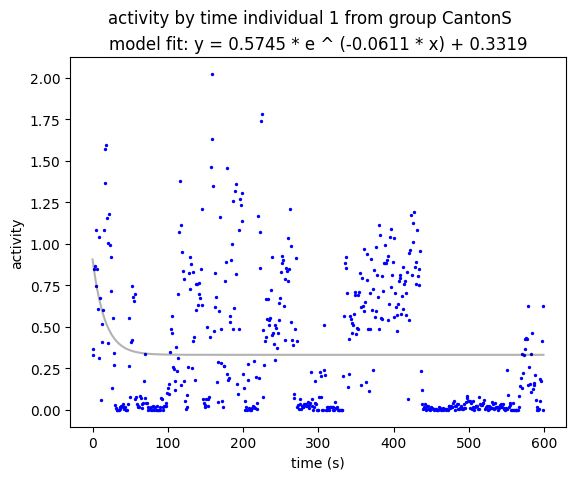 activity by time individual 1 from group CantonS
model fit: y = 0.5745 * e ^ (-0.0611 * x) + 0.3319
2.00
1.75
1.50
1.25
1.00
0.75
0.50
0.25
0.00
activity
0 100 200 300 400 500 600
time (s)